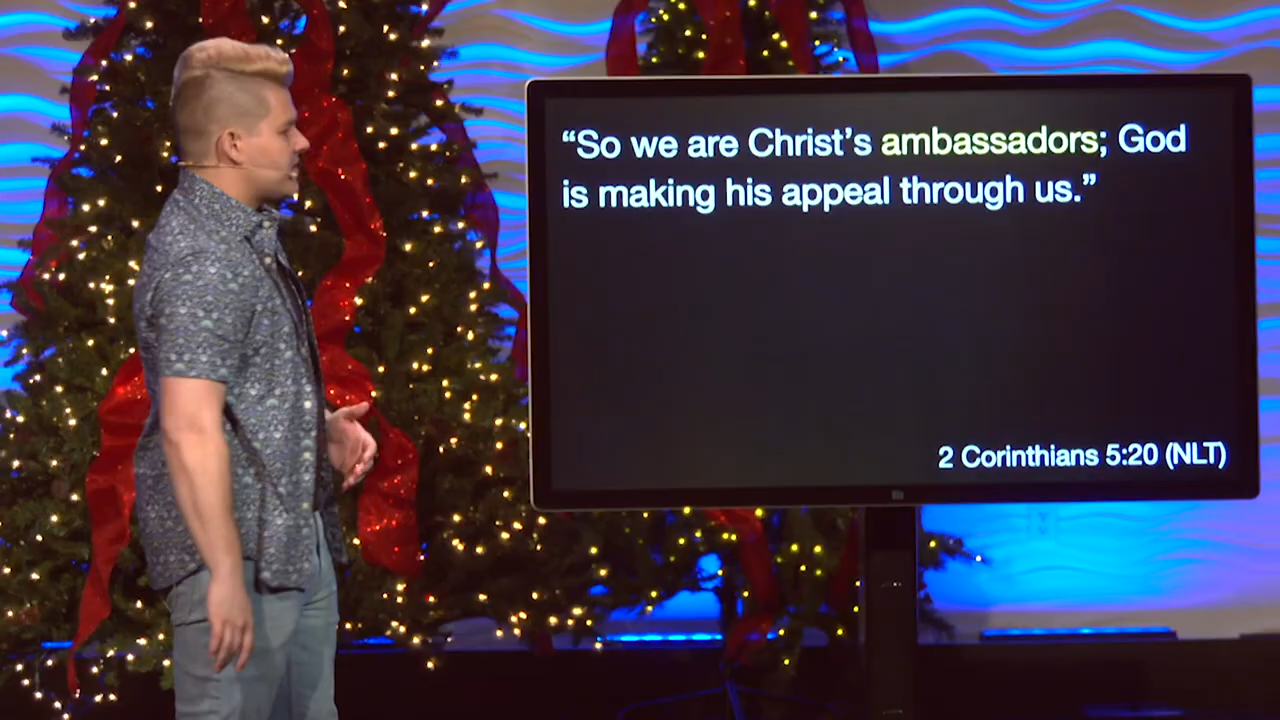 “So we are Christ’s ambassadors; God
is making his appeal through us.”
2 Corinthians 5:20 (NLT)